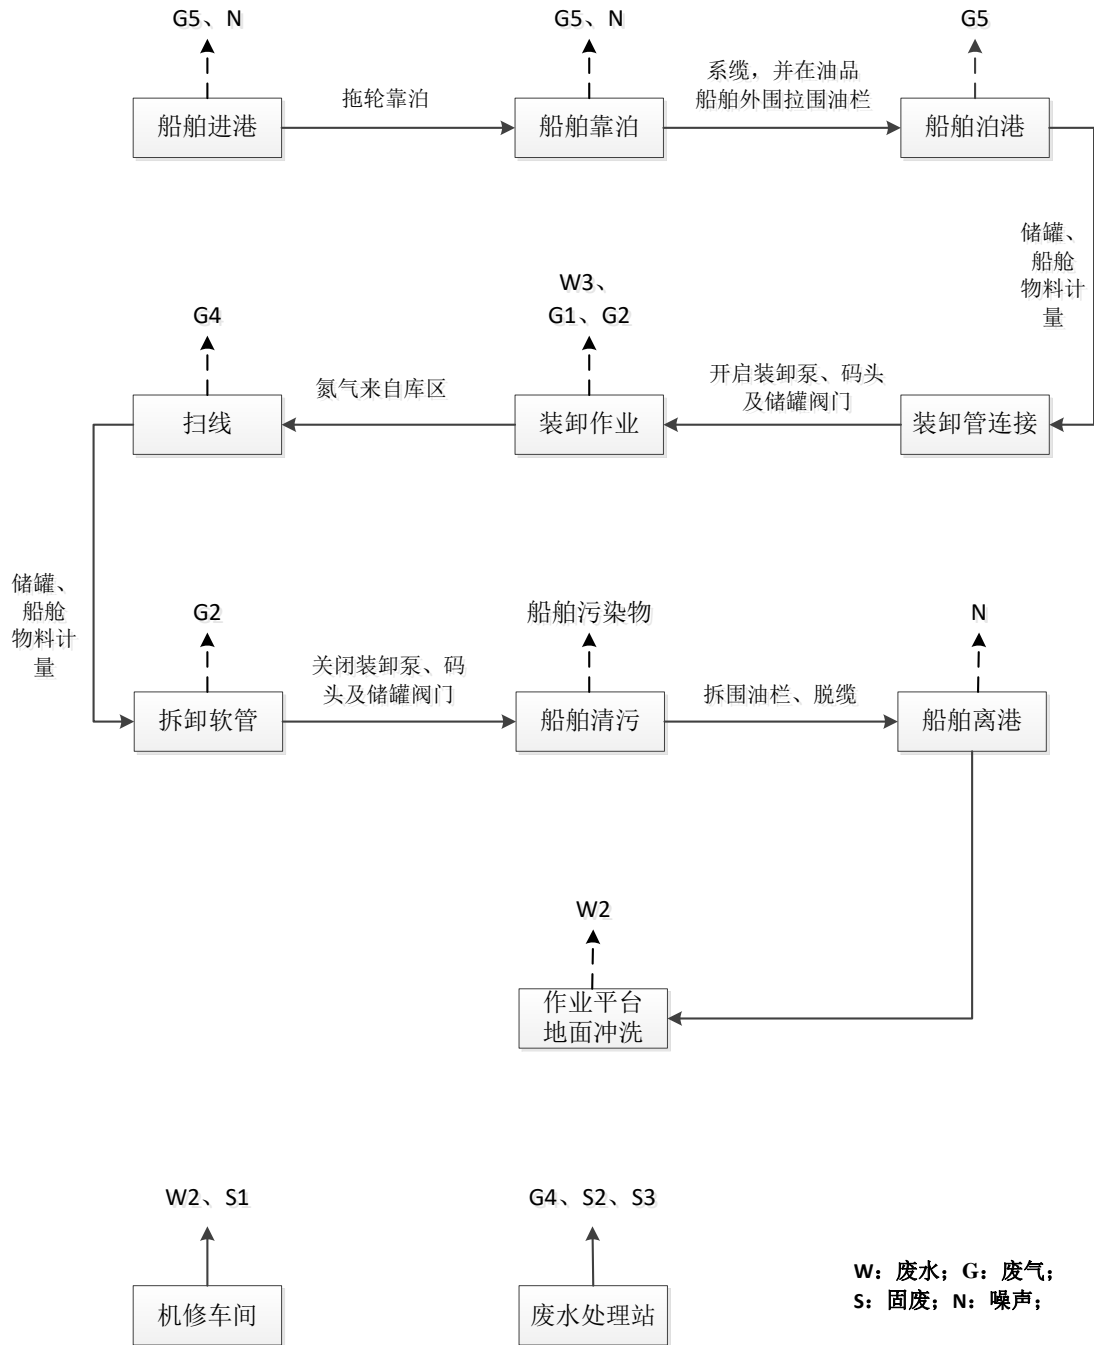 G5、N
G5、N
G5
船舶进港
拖轮靠泊
船舶靠泊
系缆，并在油品
船舶外围拉围油栏
船舶泊港
储罐、
船舱
物料计
量
G4
W3、
G1、G2
扫线
氮气来自库区
装卸作业
开启装卸泵、码头
及储罐阀门
装卸管连接
储罐、
船舱
物料计
量
G2
船舶污染物
N
拆卸软管
关闭装卸泵、码
头及储罐阀门
船舶清污
拆围油栏、脱缆
船舶离港
W2
作业平台
地面冲洗
W2、S1
G4、S2、S3
机修车间
废水处理站
W：废水；G：废气；
S：固废；N：噪声；